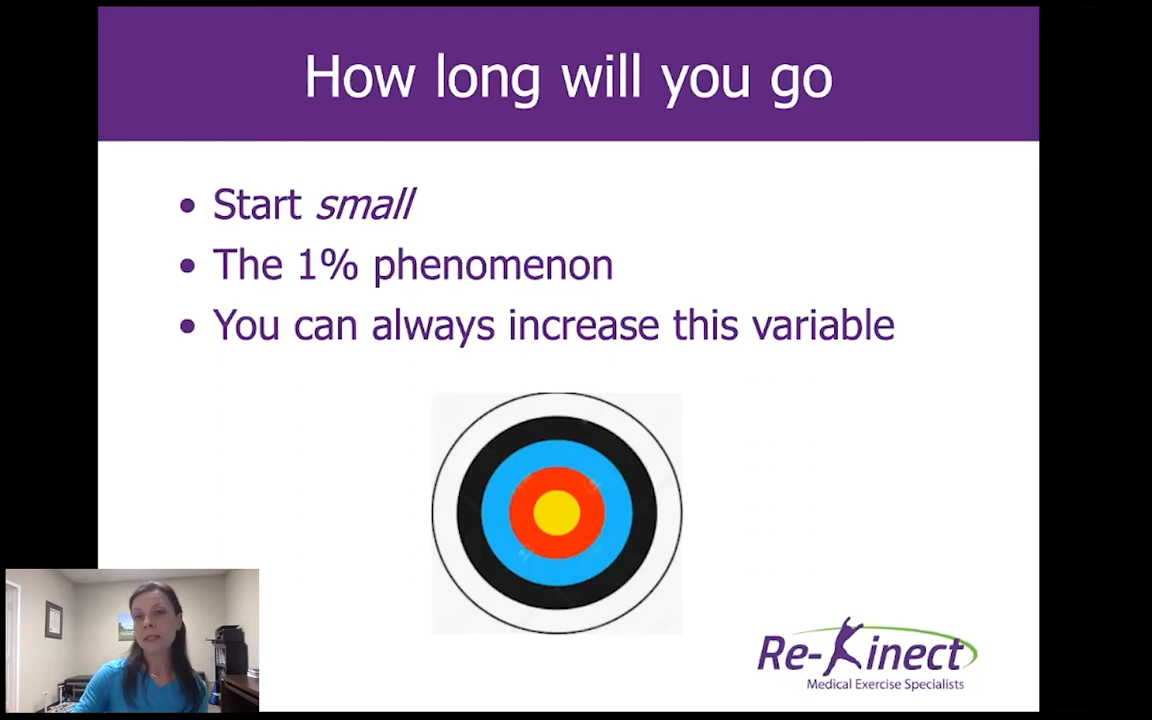 How long will you go
• Start small
• The 1% phenomenon
• You can always increase this variable
Re-Kinect
Medical Exercise Specialists